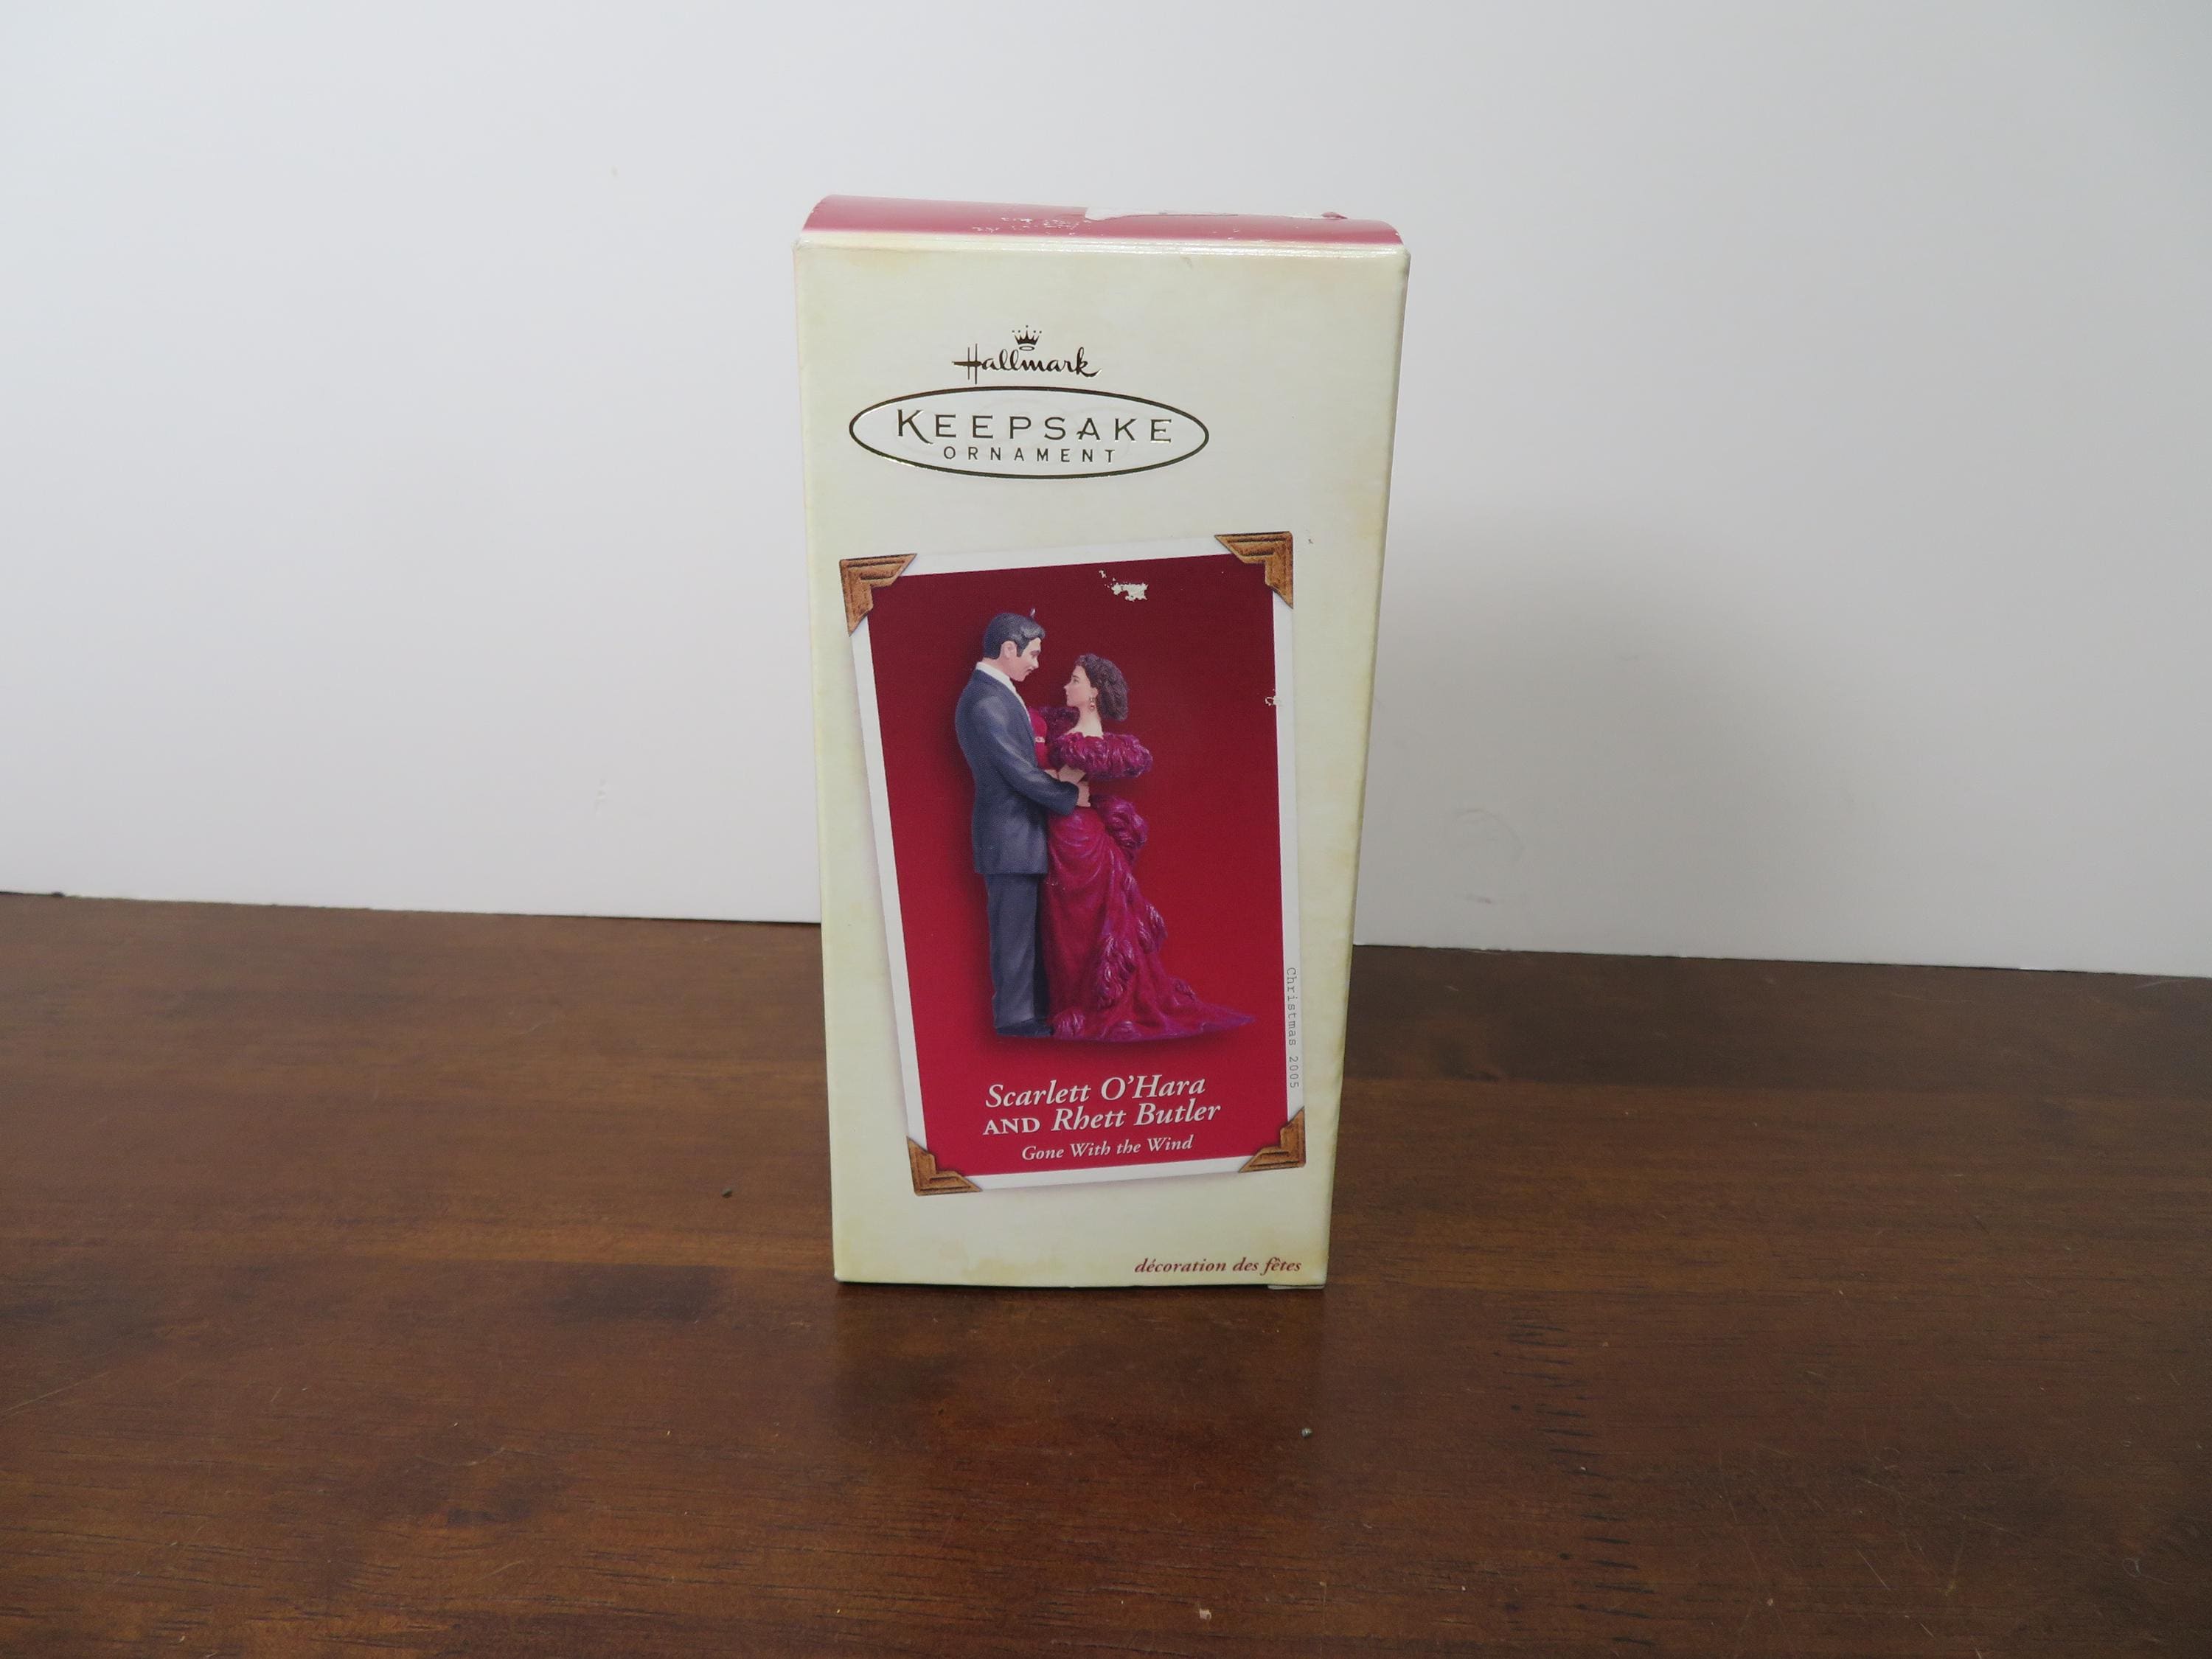 Hallmark
KEEPSAKE
ORNAMENT
Christmas 2005
Scarlett O'Hara
AND Rhett Butler
Gone With the Wind
décoration des fêtes